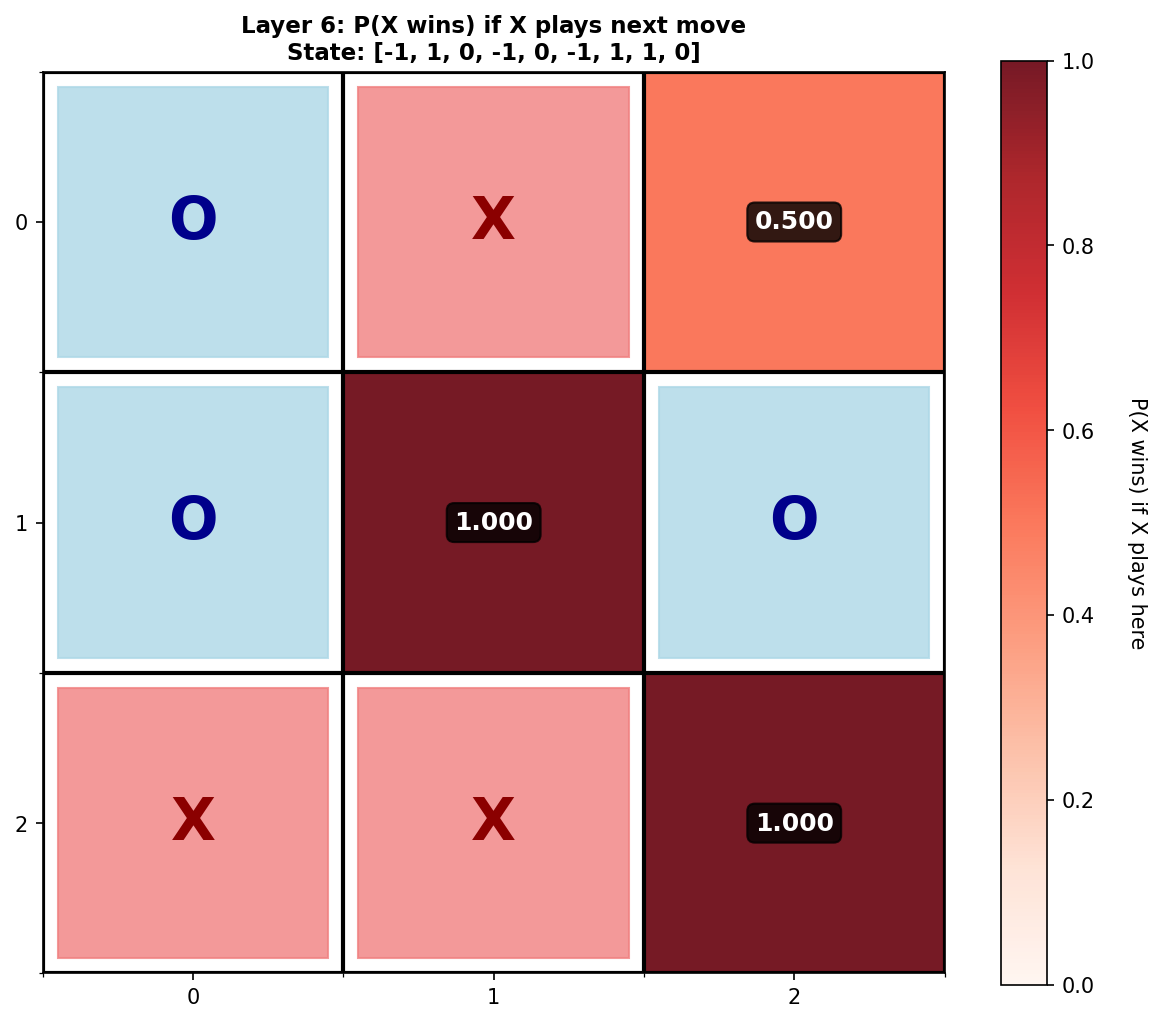 Layer 6: P(X wins) if X plays next move
State: [-1, 1, 0, -1, 0, -1, 1, 1, 0]
O
X
0.500
O
1.000
O
X
X
1.000
0
1
2
0
1
2
1.0
0.8
0.6
0.4
0.2
0.0
P(X wins) if X plays here